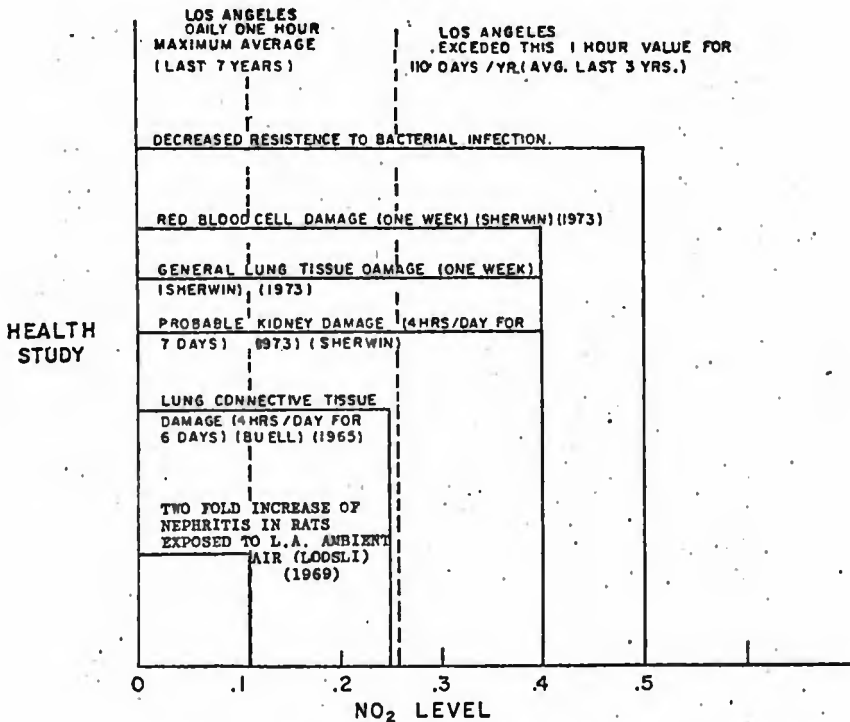 LOS ANGELES
DAILY ONE HOUR
MAXIMUM AVERAGE
(LAST 7 YEARS)
LOS ANGELES
EXCEDED THIS 1 HOUR VALUE FOR
110 DAYS /YR.(AVG. LAST 3 YRS.)
DECREASED RESISTENCE TO BACTERIAL INFECTION.
RED BLOOD CELL DAMAGE (ONE WEEK) (SHERWIN) (1973)
GENERAL LUNG TISSUE DAMAGE (ONE WEEK)
(SHERWIN) (1973)
PROBABLE KIDNEY DAMAGE (4HRS/DAY FOR
7 DAYS) (1973) (SHERWIN)
HEALTH
STUDY
LUNG CONNECTIVE TISSUE
DAMAGE (4HRS/DAY FOR
6 DAYS) (BUELL) (1965)
TWO FOLD INCREASE OF
NEPHRITIS IN RATS
EXPOSED TO L.A. AMBIENT
AIR (LODSLI)
(1969)
0 .1 .2 .3 .4 .5 .6
NO₂ LEVEL